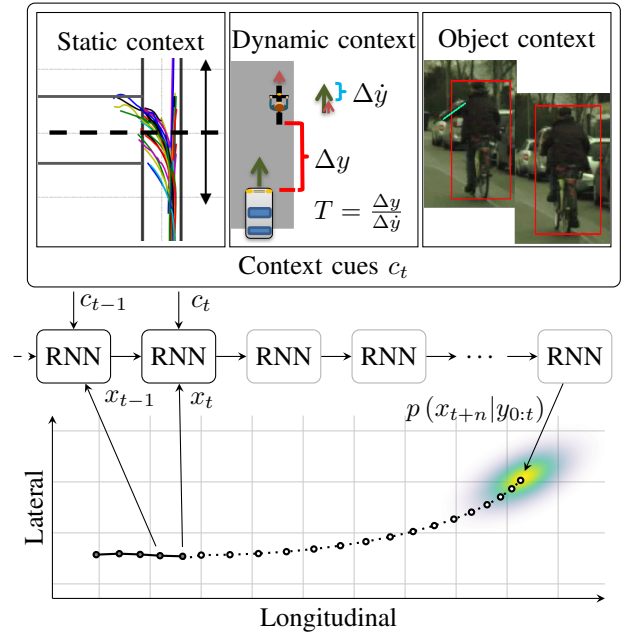 Static context
Dynamic context
Object context
Δẏ
Δy
T = Δy/Δẏ
Context cues c_t
c_{t−1}
c_t
RNN
RNN
RNN
RNN
...
RNN
x_{t−1}
x_t
p (x_{t+n}|y_{0:t})
Lateral
Longitudinal